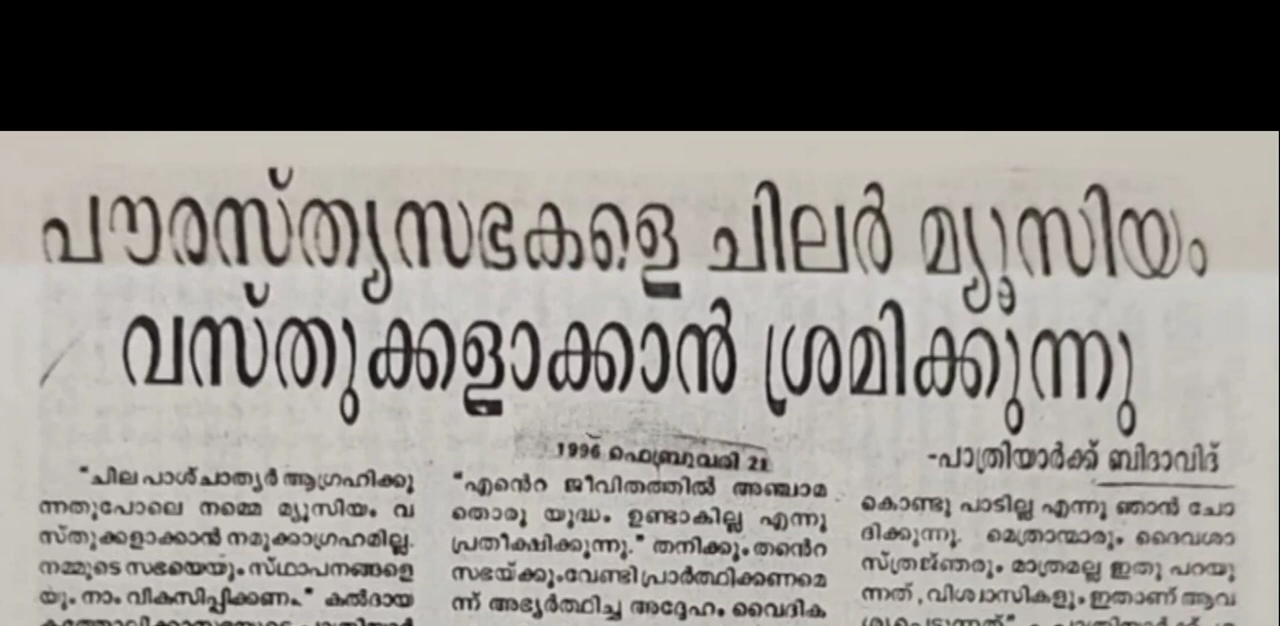 പൗരസ്ത്യസഭകളെ ചിലർ മ്യൂസിയം
വസ്തുക്കളാക്കാൻ ശ്രമിക്കുന്നു
1996 ഫെബ്രുവരി 21
-പാത്രിയാർക്ക് ബിദാവിദ്
"ചില പാശ്ചാത്യർ ആഗ്രഹിക്കു
ന്നതുപോലെ നമ്മെ മ്യൂസിയം വ
സ്തുക്കളാക്കാൻ നമുക്കാഗ്രഹമില്ല.
നമ്മുടെ സഭയെയും സ്ഥാപനങ്ങളെ
യും നാം വികസിപ്പിക്കണം." കൽദായ
"എന്റെ ജീവിതത്തിൽ അഞ്ചാമ
തൊരു യുദ്ധം ഉണ്ടാകില്ല എന്നു
പ്രതീക്ഷിക്കുന്നു." തനിക്കും തന്റെ
സഭയ്ക്കുംവേണ്ടി പ്രാർത്ഥിക്കണമെ
ന്ന് അഭ്യർത്ഥിച്ച അദ്ദേഹം വൈദിക
കൊണ്ടു പാടില്ല എന്നു ഞാൻ ചോ
ദിക്കുന്നു. മെത്രാന്മാരും ദൈവശാ
സ്ത്രജ്ഞരും മാത്രമല്ല ഇതു പറയു
ന്നത്, വിശ്വാസികളും ഇതാണ് ആവ